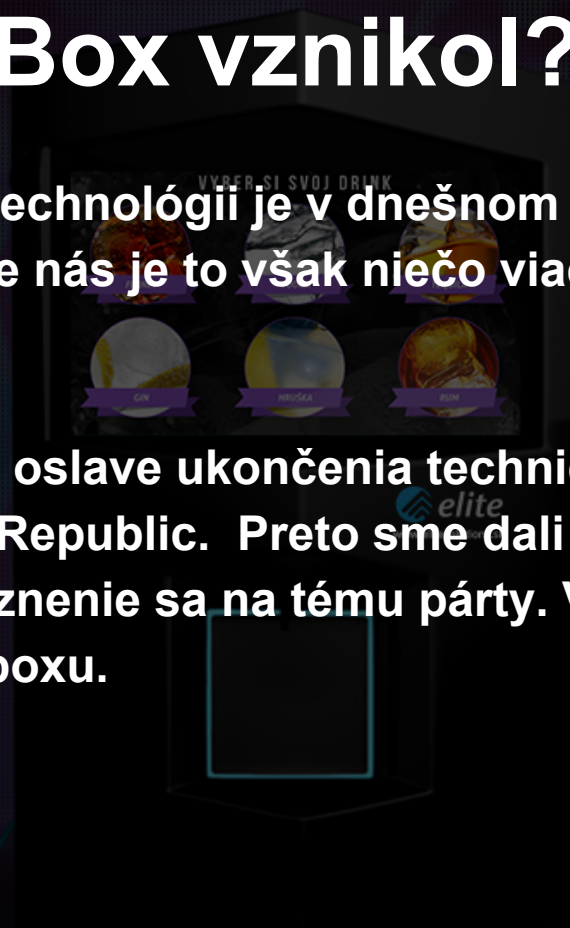 Box vznikol?
VYBER SI SVOJ DRINK
echnológii je v dnešnom
e nás je to však niečo viac
GIN
HRUŠKA
RUM
oslave ukončenia techni
elite
Republic. Preto sme dali
znenie sa na tému párty. V
boxu.